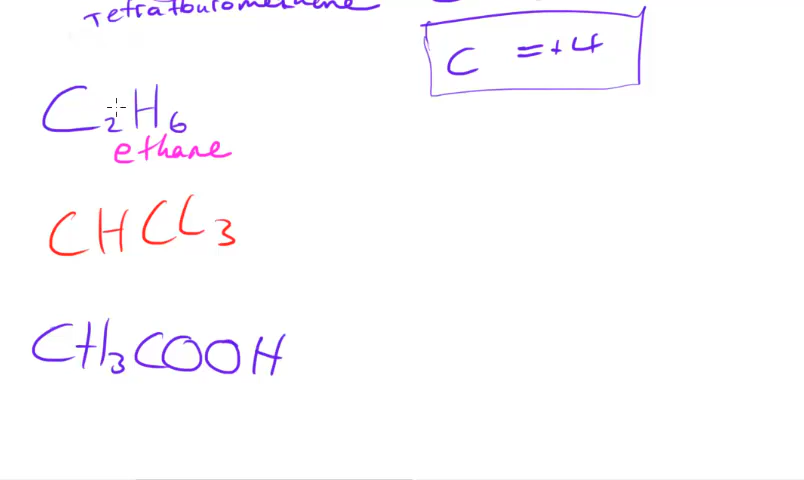 C = +4
C₂H₆
ethane
CHCl₃
CH₃COOH